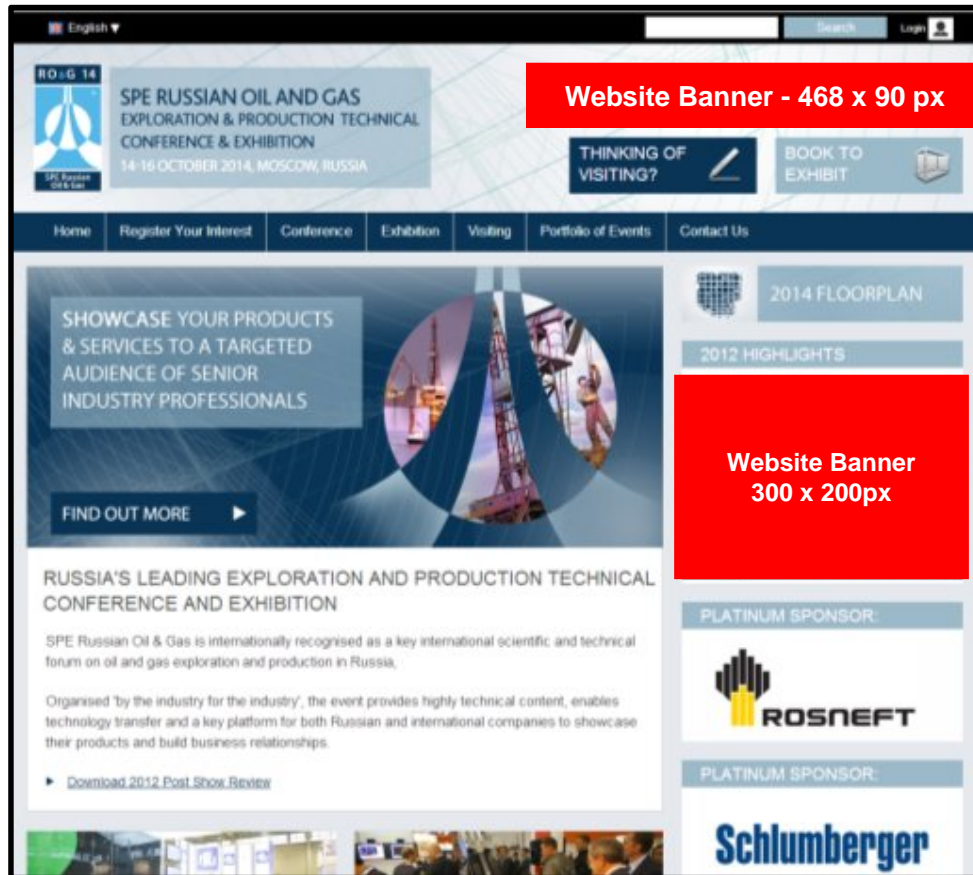 English ▼
Search
Login
RO&G 14
SPE Russian
Oil & Gas
SPE RUSSIAN OIL AND GAS
EXPLORATION & PRODUCTION TECHNICAL
CONFERENCE & EXHIBITION
14-16 OCTOBER 2014, MOSCOW, RUSSIA
Website Banner - 468 x 90 px
THINKING OF
VISITING?
BOOK TO
EXHIBIT
Home Register Your Interest Conference Exhibition Visiting Portfolio of Events Contact Us
SHOWCASE YOUR PRODUCTS
& SERVICES TO A TARGETED
AUDIENCE OF SENIOR
INDUSTRY PROFESSIONALS
FIND OUT MORE
2014 FLOORPLAN
2012 HIGHLIGHTS
Website Banner
300 x 200px
RUSSIA'S LEADING EXPLORATION AND PRODUCTION TECHNICAL
CONFERENCE AND EXHIBITION
SPE Russian Oil & Gas is internationally recognised as a key international scientific and technical
forum on oil and gas exploration and production in Russia,
Organised 'by the industry for the industry', the event provides highly technical content, enables
technology transfer and a key platform for both Russian and international companies to showcase
their products and build business relationships.
Download 2012 Post Show Review
PLATINUM SPONSOR:
ROSNEFT
PLATINUM SPONSOR:
Schlumberger